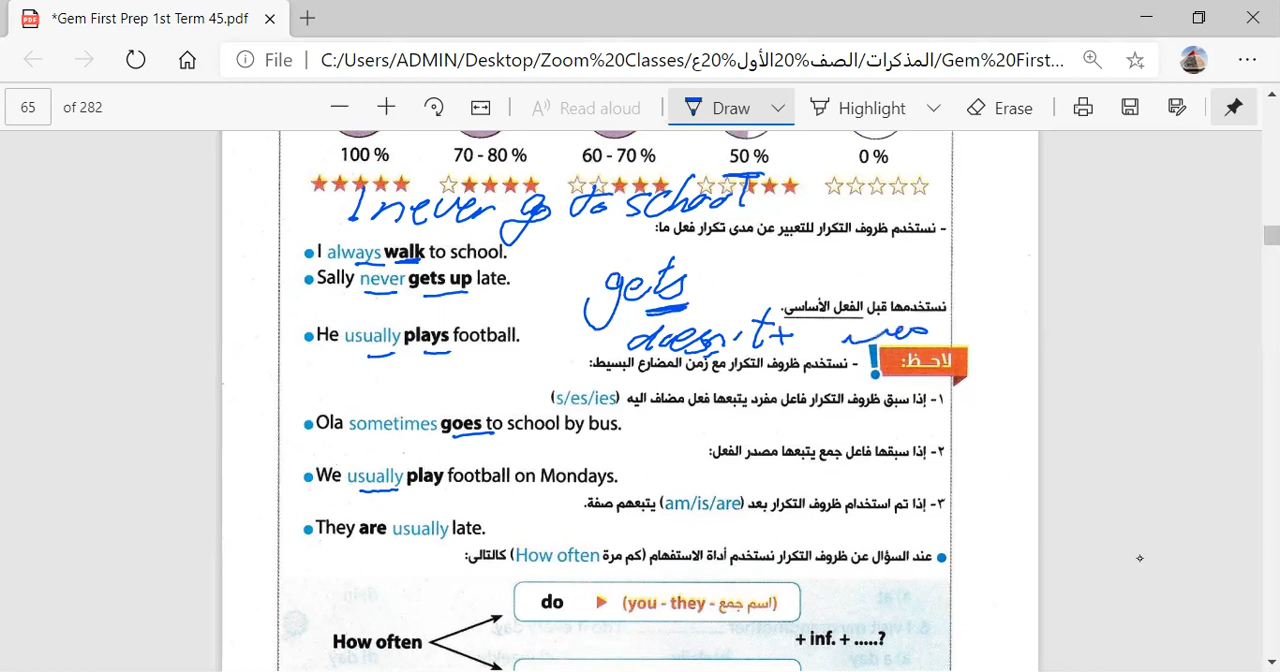 *Gem First Prep 1st Term 45.pdf
File
C:/Users/ADMIN/Desktop/Zoom%20Classes/المذكرات/الصف%20الأول%20ع/Gem%20First...
65 of 282
Read aloud
Draw
Highlight
Erase
100 % 70 - 80 % 60 - 70 % 50 % 0 %
I never go to school
- نستخدم ظروف التكرار للتعبير عن مدى تكرار فعل ما:
I always walk to school.
Sally never gets up late.
gets
نستخدمها قبل الفعل الأساسي.
He usually plays football.
doesn't +
لاحـظ:
- نستخدم ظروف التكرار مع زمن المضارع البسيط:
١- إذا سبق ظروف التكرار فاعل مفرد يتبعها فعل مضاف اليه (s/es/ies)
Ola sometimes goes to school by bus.
٢- إذا سبقها فاعل جمع يتبعها مصدر الفعل:
We usually play football on Mondays.
٣- إذا تم استخدام ظروف التكرار بعد (am/is/are) يتبعهم صفة.
They are usually late.
عند السؤال عن ظروف التكرار نستخدم أداة الاستفهام (كم مرة How often) كالتالى:
do (you - they - اسم جمع)
How often + inf. + .....?